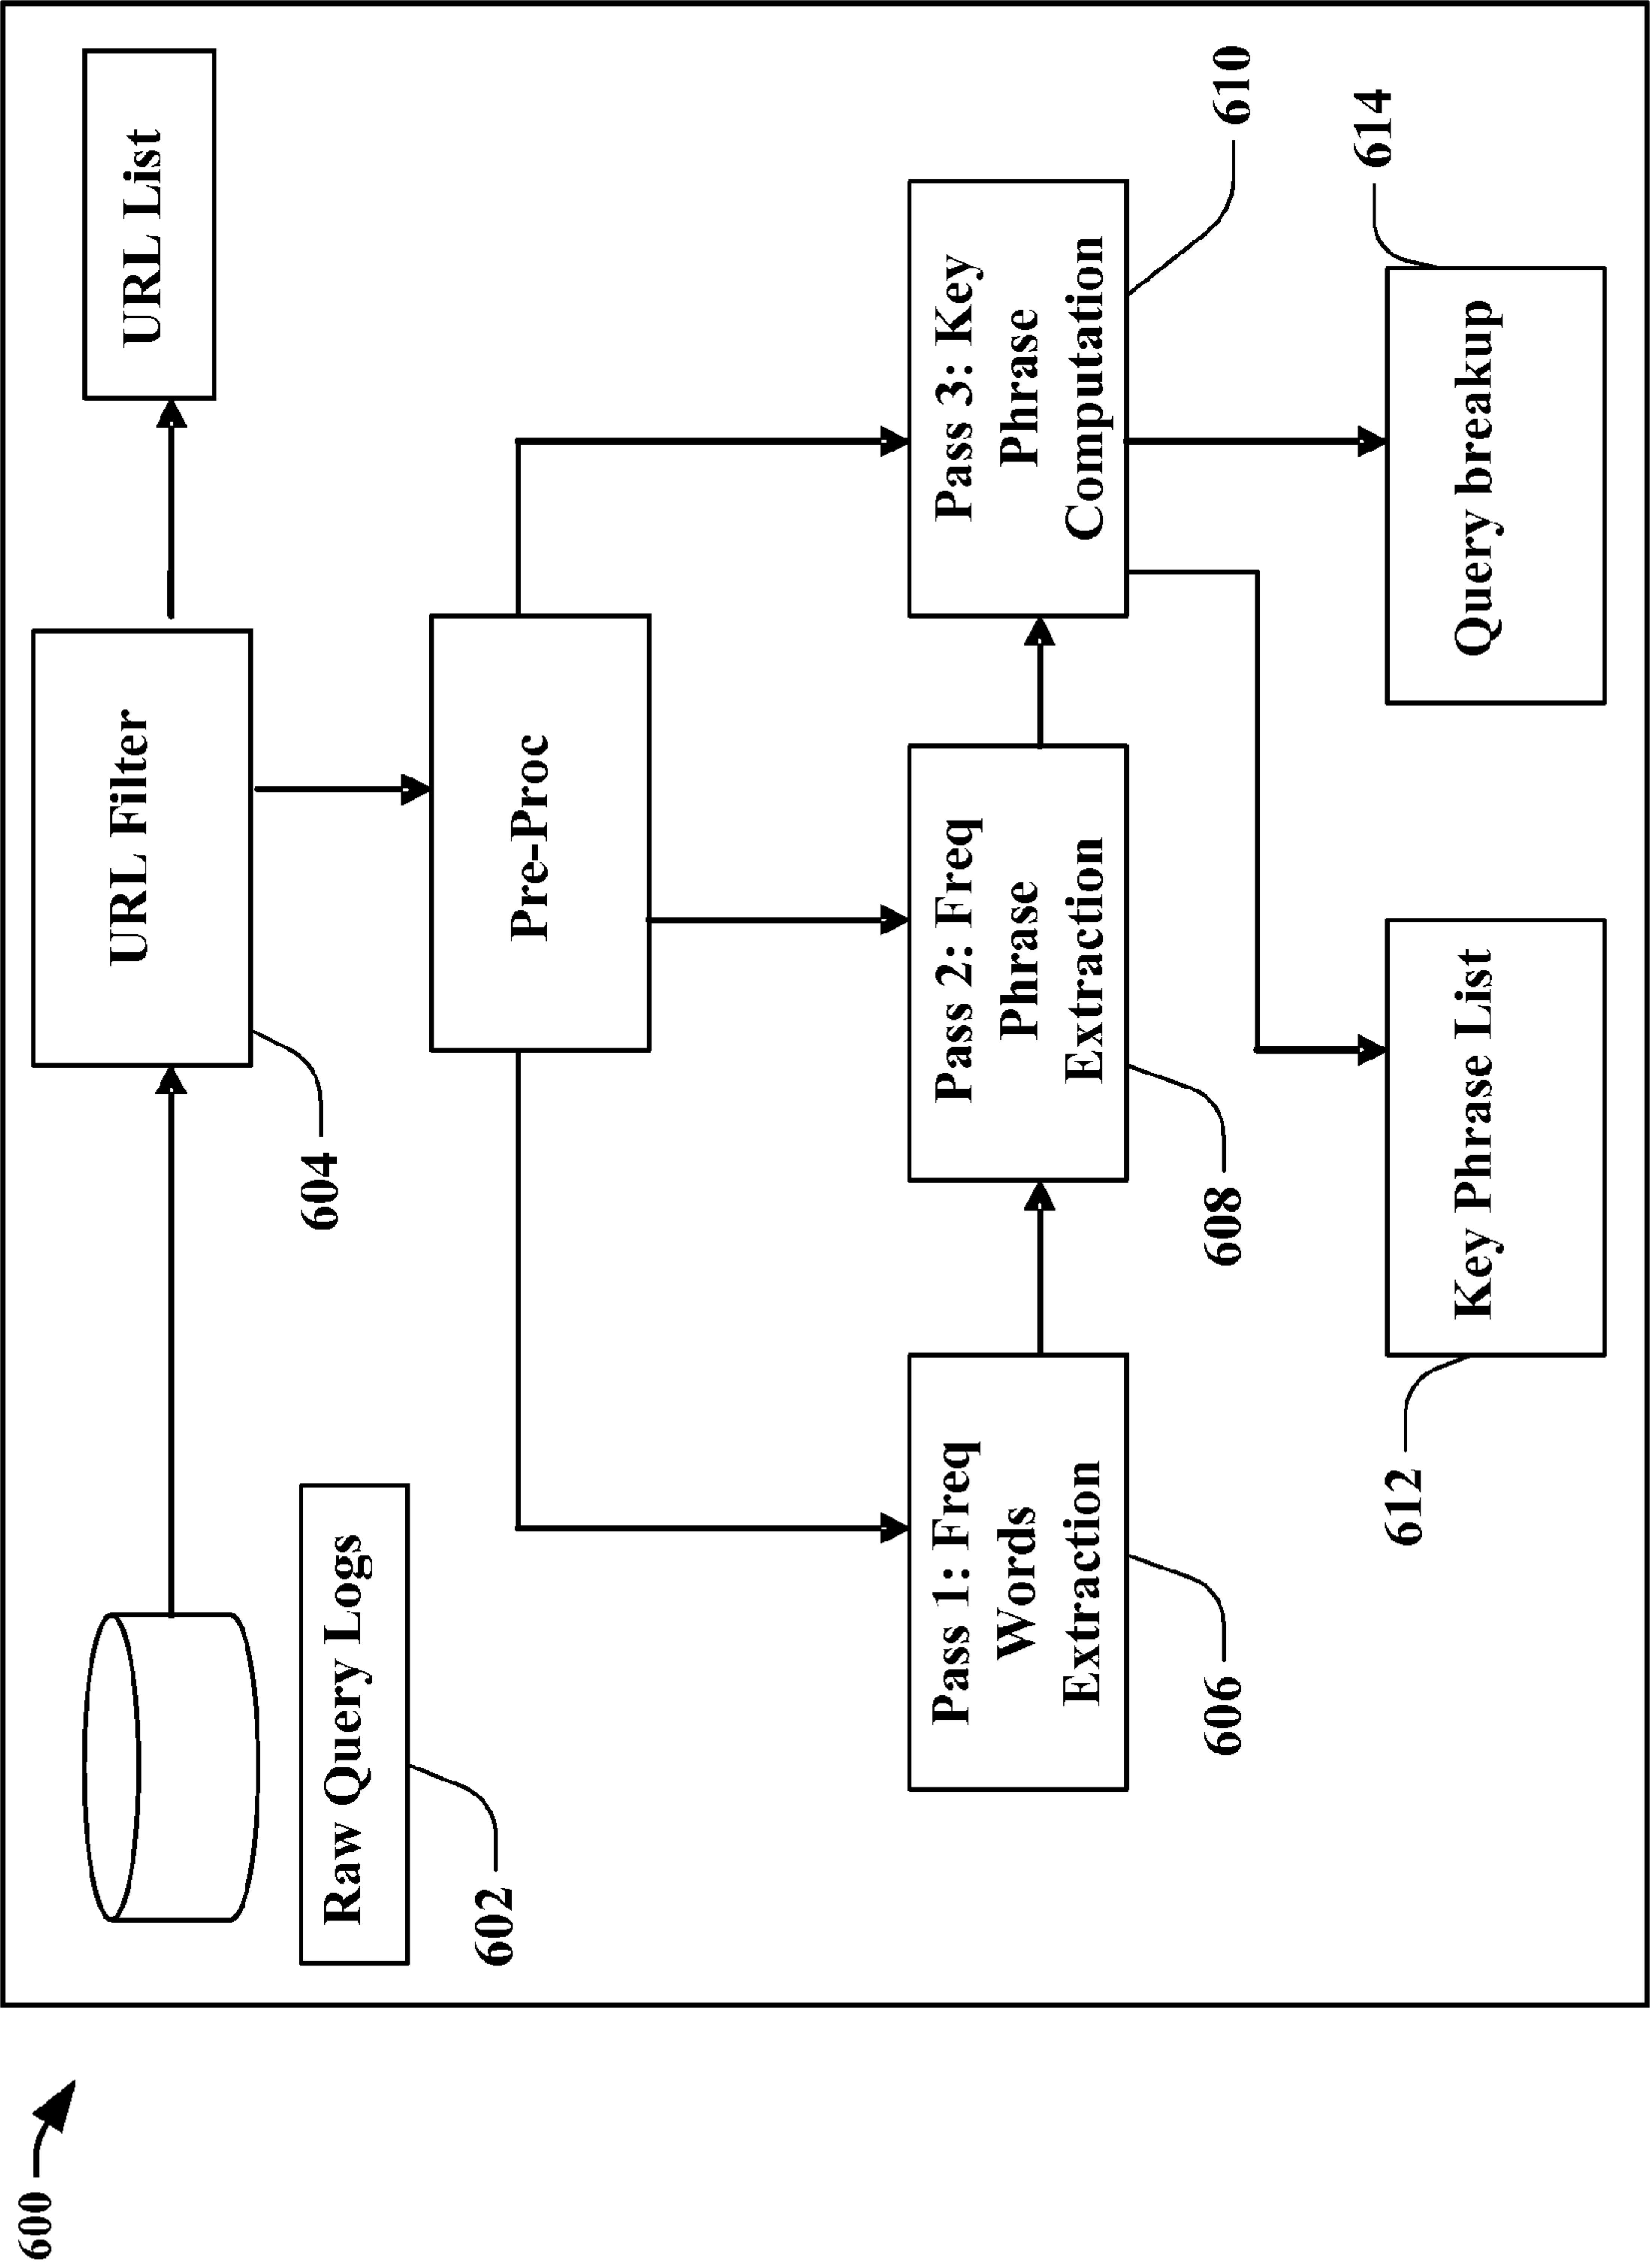 600
Raw Query Logs
602
URL Filter
604
URL List
Pre-Proc
Pass 1: Freq
Words
Extraction
606
Pass 2: Freq
Phrase
Extraction
608
Pass 3: Key
Phrase
Computation
610
Key Phrase List
612
Query breakup
614